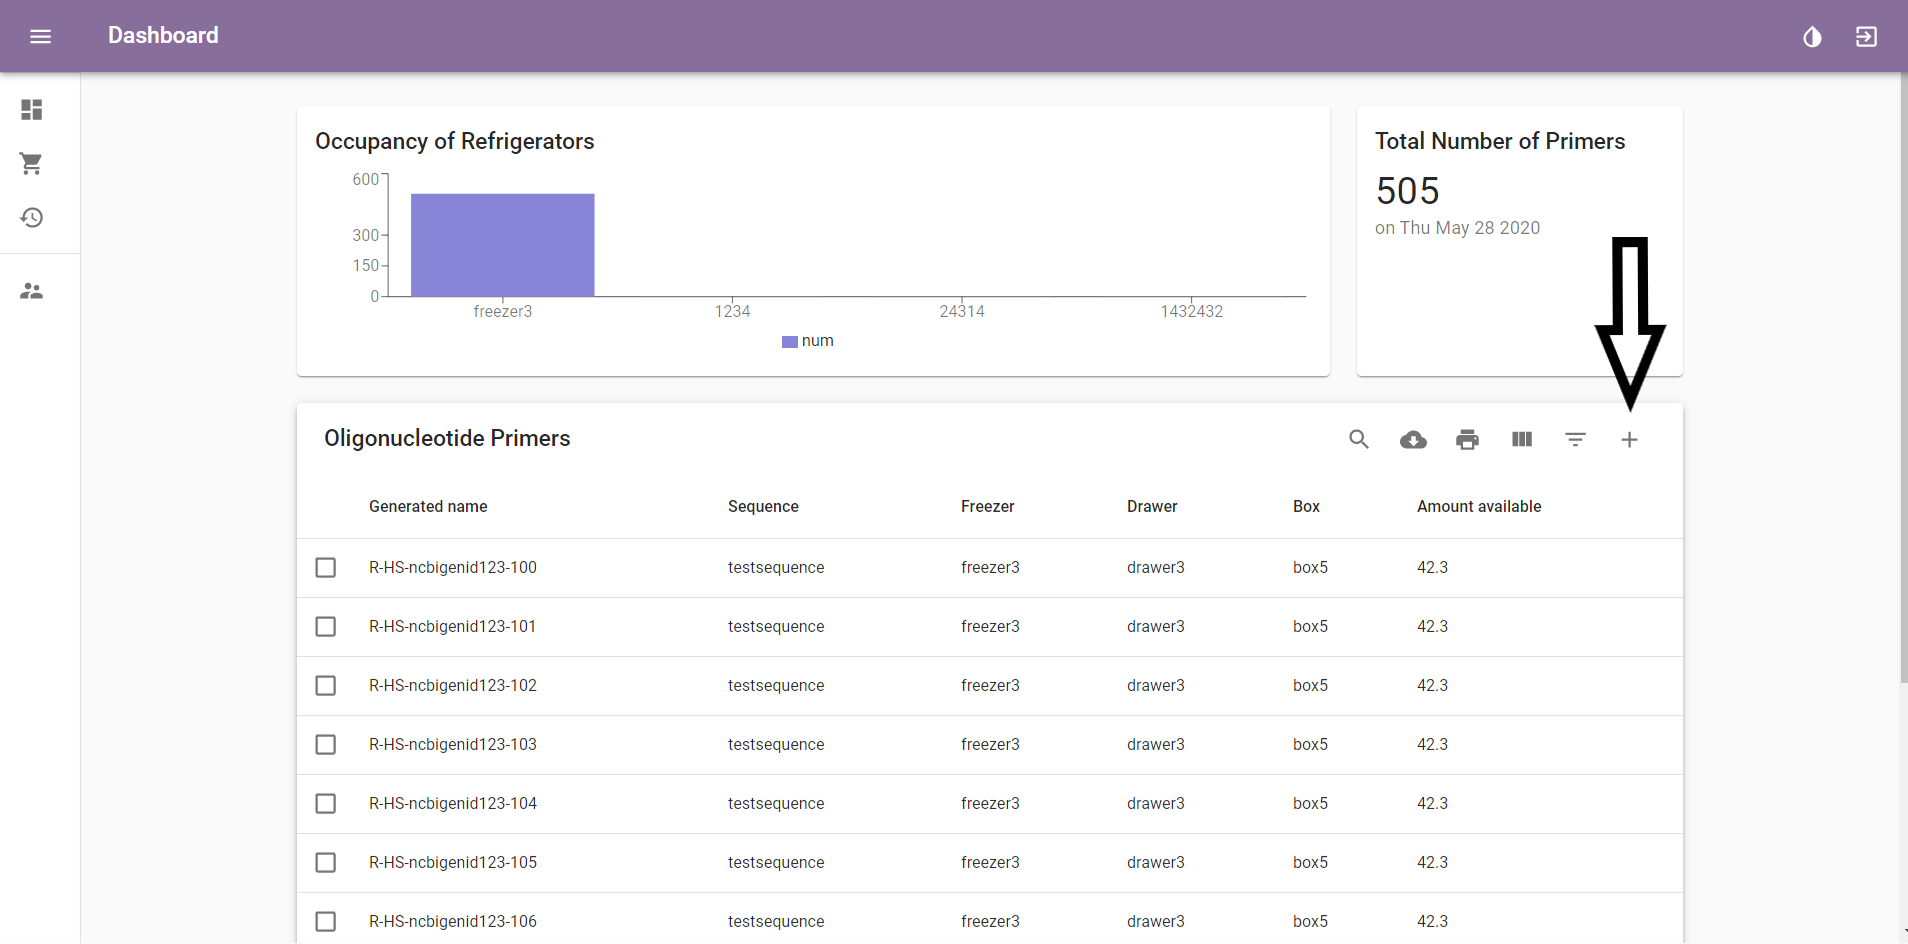 Dashboard
Occupancy of Refrigerators
600
300
150
0
freezer3 1234 24314 1432432
num
Total Number of Primers
505
on Thu May 28 2020
Oligonucleotide Primers
Generated name Sequence Freezer Drawer Box Amount available
R-HS-ncbigenid123-100 testsequence freezer3 drawer3 box5 42.3
R-HS-ncbigenid123-101 testsequence freezer3 drawer3 box5 42.3
R-HS-ncbigenid123-102 testsequence freezer3 drawer3 box5 42.3
R-HS-ncbigenid123-103 testsequence freezer3 drawer3 box5 42.3
R-HS-ncbigenid123-104 testsequence freezer3 drawer3 box5 42.3
R-HS-ncbigenid123-105 testsequence freezer3 drawer3 box5 42.3
R-HS-ncbigenid123-106 testsequence freezer3 drawer3 box5 42.3